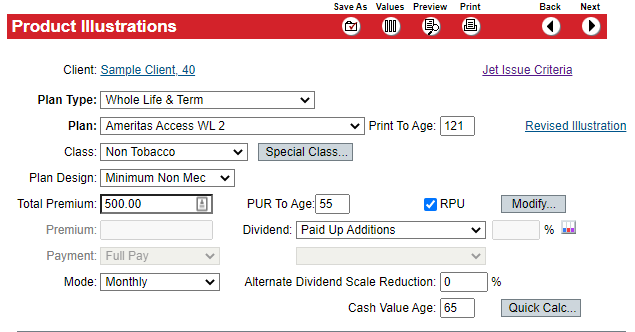 Save As Values Preview Print Back Next
Product Illustrations
Client: Sample Client, 40 Jet Issue Criteria
Plan Type: Whole Life & Term
Plan: Ameritas Access WL 2 Print To Age: 121 Revised Illustration
Class: Non Tobacco Special Class...
Plan Design: Minimum Non Mec
Total Premium: 500.00 PUR To Age: 55 RPU Modify...
Premium: Dividend: Paid Up Additions %
Payment: Full Pay
Mode: Monthly Alternate Dividend Scale Reduction: 0 %
Cash Value Age: 65 Quick Calc...